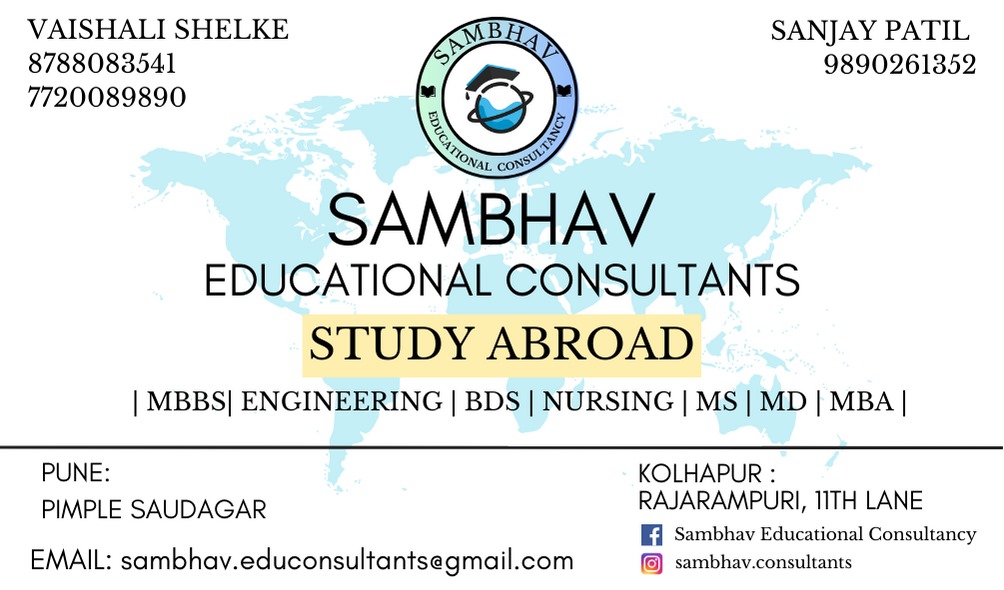 VAISHALI SHELKE
8788083541
7720089890
SANJAY PATIL
9890261352
SAMBHAV
EDUCATIONAL CONSULTANCY
SAMBHAV
EDUCATIONAL CONSULTANTS
STUDY ABROAD
| MBBS| ENGINEERING | BDS | NURSING | MS | MD | MBA |
PUNE:
PIMPLE SAUDAGAR
EMAIL: sambhav.educonsultants@gmail.com
KOLHAPUR :
RAJARAMPURI, 11TH LANE
Sambhav Educational Consultancy
sambhav.consultants